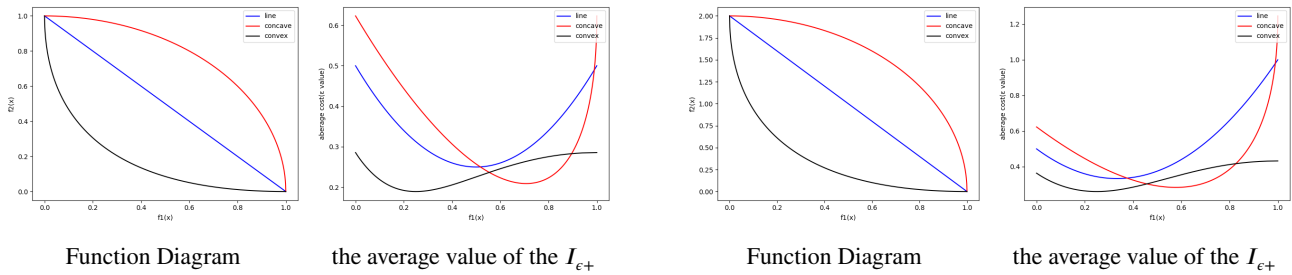 1.0
0.8
0.6
0.4
0.2
0.0
f2(x)
0.0 0.2 0.4 0.6 0.8 1.0
f1(x)
line
concave
convex
Function Diagram
0.6
0.5
0.4
0.3
0.2
aberage cost(ε value)
0.0 0.2 0.4 0.6 0.8 1.0
f1(x)
line
concave
convex
the average value of the I_{ϵ+}
2.00
1.75
1.50
1.25
1.00
0.75
0.50
0.25
0.00
f2(x)
0.0 0.2 0.4 0.6 0.8 1.0
f1(x)
line
concave
convex
Function Diagram
1.2
1.0
0.8
0.6
0.4
aberage cost(ε value)
0.0 0.2 0.4 0.6 0.8 1.0
f1(x)
line
concave
convex
the average value of the I_{ϵ+}